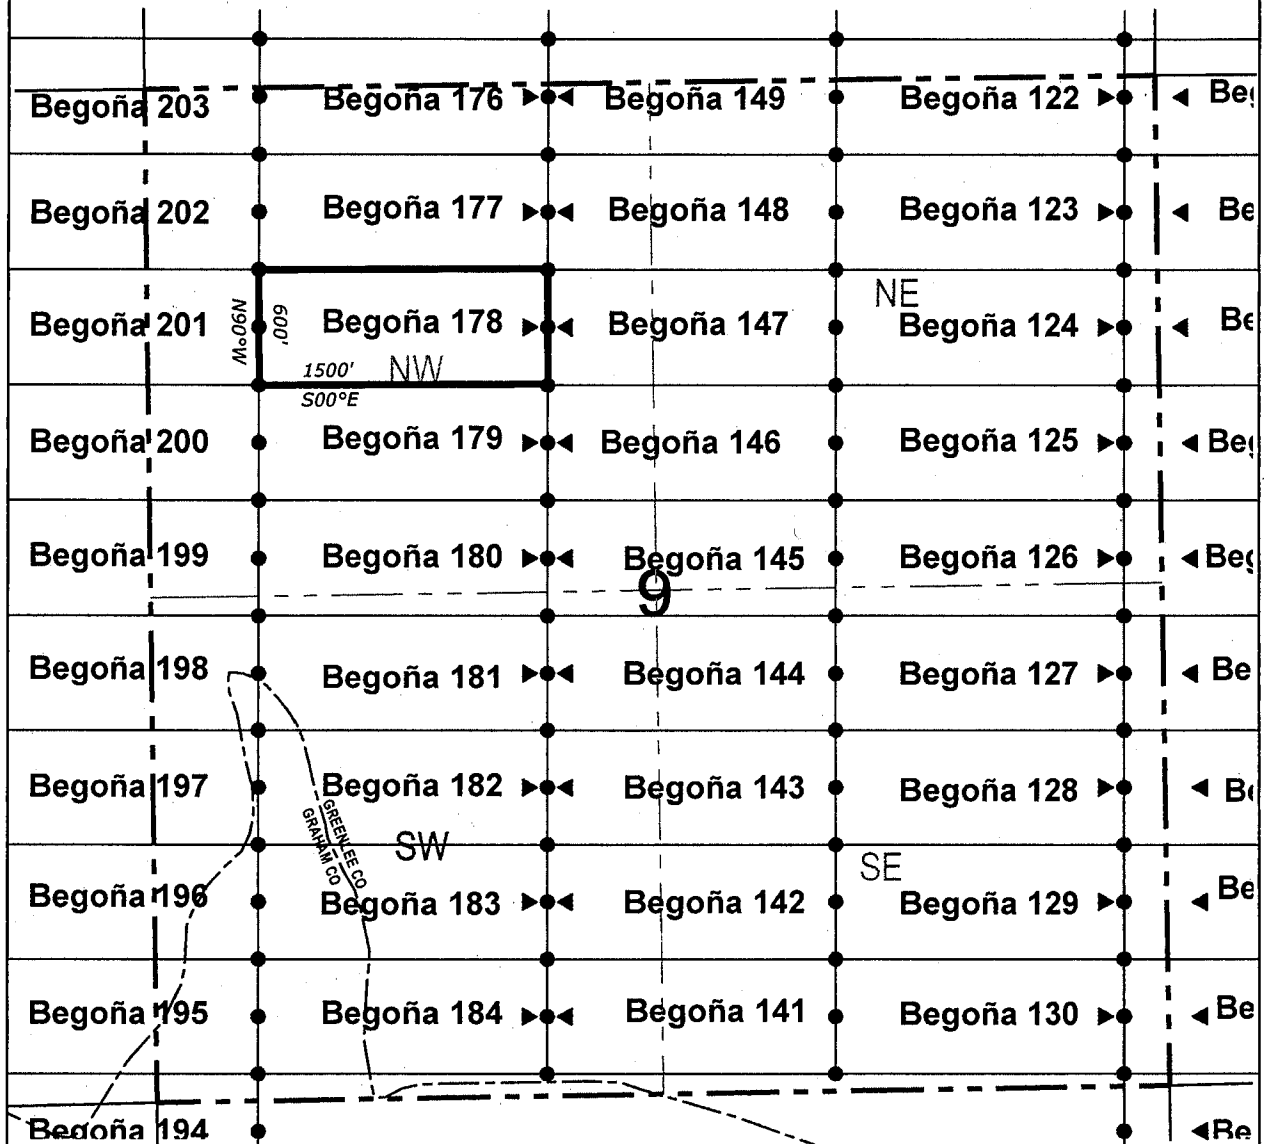 Begoña 203 Begoña 176 Begoña 149 Begoña 122
Begoña 202 Begoña 177 Begoña 148 Begoña 123
NE
Begoña 201 N90°W 600' Begoña 178 Begoña 147 Begoña 124
1500' NW
S00°E
Begoña 200 Begoña 179 Begoña 146 Begoña 125
Begoña 199 Begoña 180 Begoña 145 Begoña 126
9
Begoña 198 Begoña 181 Begoña 144 Begoña 127
Begoña 197 Begoña 182 Begoña 143 Begoña 128
GREENLEE CO
GRAHAM CO
SW
SE
Begoña 196 Begoña 183 Begoña 142 Begoña 129
Begoña 195 Begoña 184 Begoña 141 Begoña 130
Begoña 194